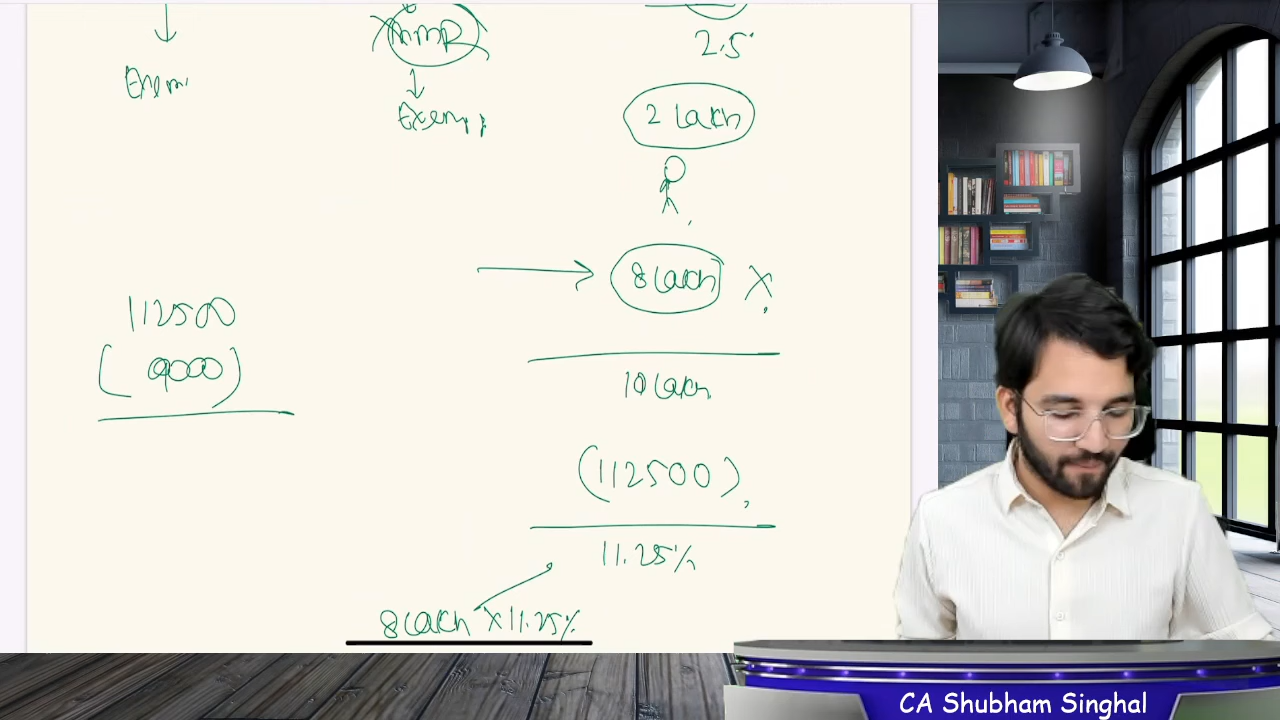 MMR
Exemp
2.5
2 Lakh
8 Lakh X
10 Lakh
112500
(9000)
(112500)
11.25%
8 Lakh X 11.25%
CA Shubham Singhal